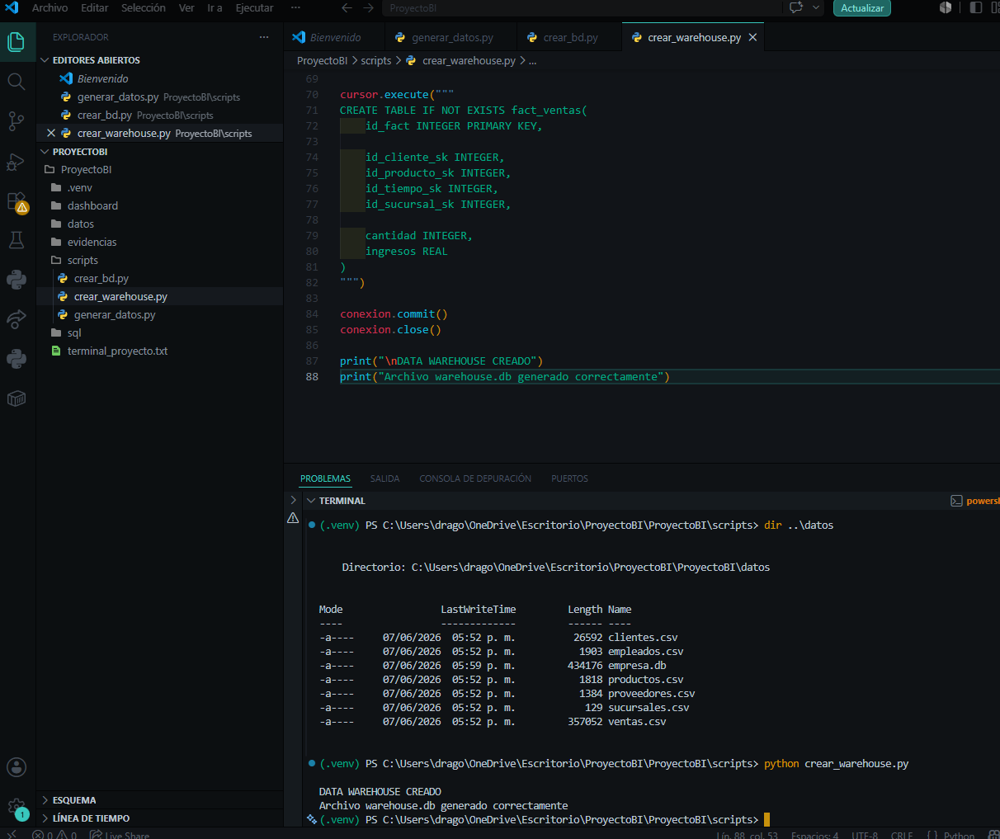 Archivo Editar Selección Ver Ir a Ejecutar ··· ProyectoBI Actualizar
EXPLORADOR ···
EDITORES ABIERTOS
Bienvenido
generar_datos.py ProyectoBI\scripts
crear_bd.py ProyectoBI\scripts
crear_warehouse.py ProyectoBI\scripts
PROYECTOBI
ProyectoBI
.venv
dashboard
datos
evidencias
scripts
crear_bd.py
crear_warehouse.py
generar_datos.py
sql
terminal_proyecto.txt
ESQUEMA
LÍNEA DE TIEMPO
1
Bienvenido generar_datos.py crear_bd.py crear_warehouse.py
ProyectoBI > scripts > crear_warehouse.py > ...
69
70 cursor.execute("""
71 CREATE TABLE IF NOT EXISTS fact_ventas(
72 id_fact INTEGER PRIMARY KEY,
73
74 id_cliente_sk INTEGER,
75 id_producto_sk INTEGER,
76 id_tiempo_sk INTEGER,
77 id_sucursal_sk INTEGER,
78
79 cantidad INTEGER,
80 ingresos REAL
81 )
82 """)
83
84 conexion.commit()
85 conexion.close()
86
87 print("\nDATA WAREHOUSE CREADO")
88 print("Archivo warehouse.db generado correctamente")
PROBLEMAS SALIDA CONSOLA DE DEPURACIÓN PUERTOS
TERMINAL powersh
(.venv) PS C:\Users\drago\OneDrive\Escritorio\ProyectoBI\ProyectoBI\scripts> dir ..\datos
Directorio: C:\Users\drago\OneDrive\Escritorio\ProyectoBI\ProyectoBI\datos
Mode LastWriteTime Length Name
---- ------------- ------ ----
-a---- 07/06/2026 05:52 p. m. 26592 clientes.csv
-a---- 07/06/2026 05:52 p. m. 1903 empleados.csv
-a---- 07/06/2026 05:59 p. m. 434176 empresa.db
-a---- 07/06/2026 05:52 p. m. 1818 productos.csv
-a---- 07/06/2026 05:52 p. m. 1384 proveedores.csv
-a---- 07/06/2026 05:52 p. m. 129 sucursales.csv
-a---- 07/06/2026 05:52 p. m. 357052 ventas.csv
(.venv) PS C:\Users\drago\OneDrive\Escritorio\ProyectoBI\ProyectoBI\scripts> python crear_warehouse.py
DATA WAREHOUSE CREADO
Archivo warehouse.db generado correctamente
(.venv) PS C:\Users\drago\OneDrive\Escritorio\ProyectoBI\ProyectoBI\scripts>
0 0 Live Share Lín. 88, col. 53 Espacios: 4 UTF-8 CRLF { } Python